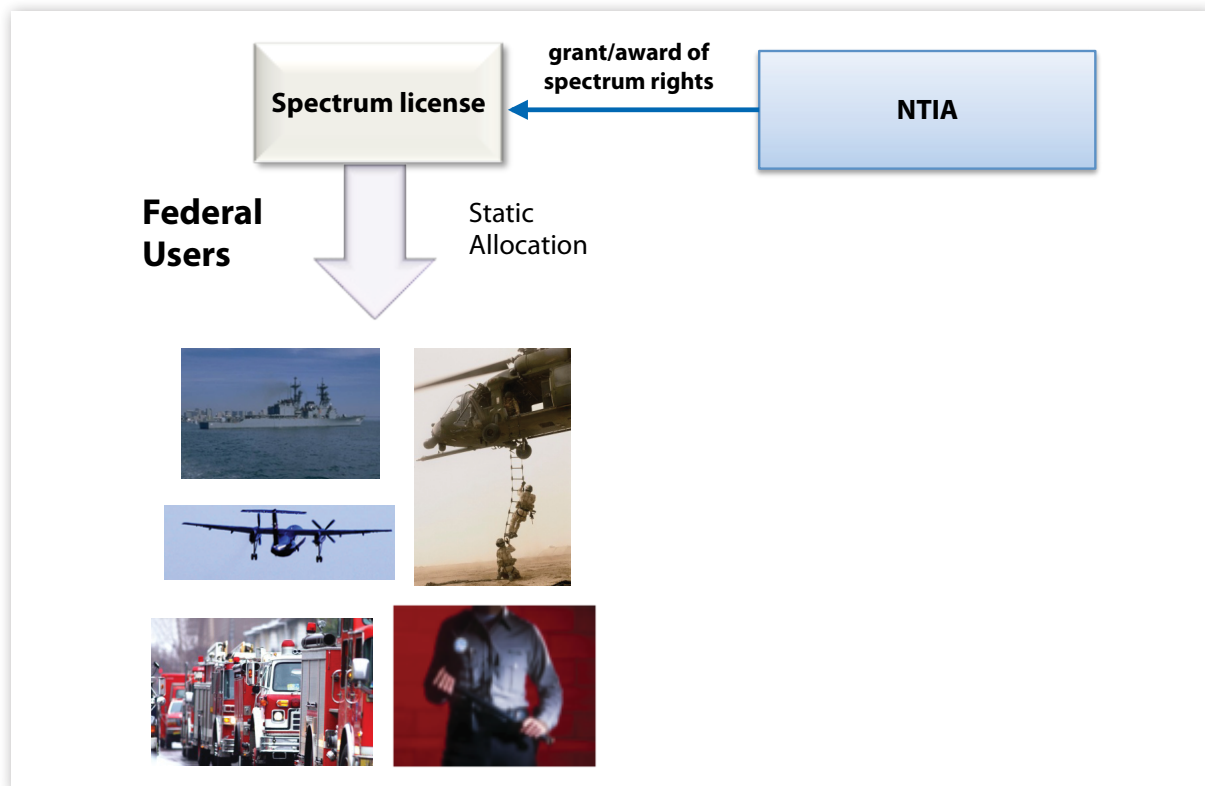 grant/award of
spectrum rights
Spectrum license
NTIA
Federal
Users
Static
Allocation